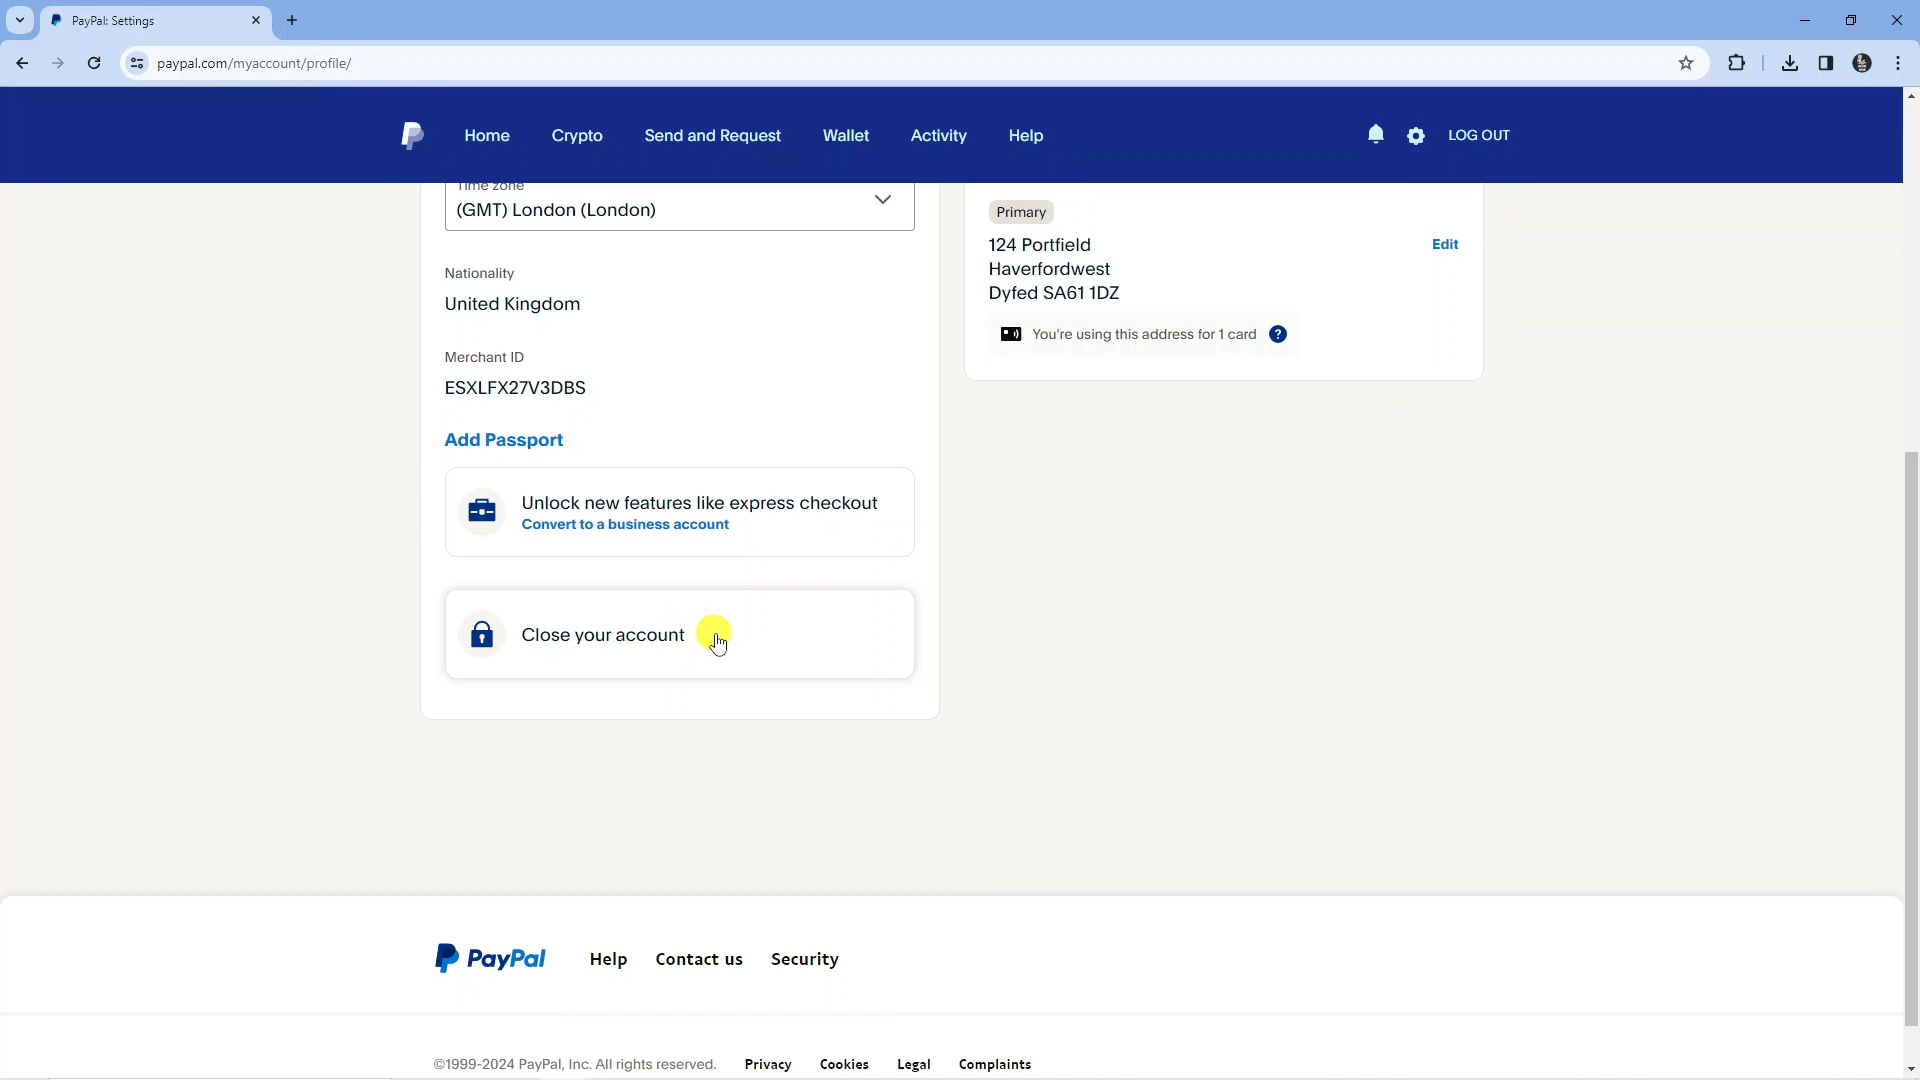 PayPal: Settings
paypal.com/myaccount/profile/
Home
Crypto
Send and Request
Wallet
Activity
Help
LOG OUT
Time zone
(GMT) London (London)
Nationality
United Kingdom
Merchant ID
ESXLFX27V3DBS
Add Passport
Unlock new features like express checkout
Convert to a business account
Close your account
Primary
124 Portfield
Edit
Haverfordwest
Dyfed SA61 1DZ
You're using this address for 1 card
?
PayPal
Help
Contact us
Security
©1999-2024 PayPal, Inc. All rights reserved.
Privacy
Cookies
Legal
Complaints